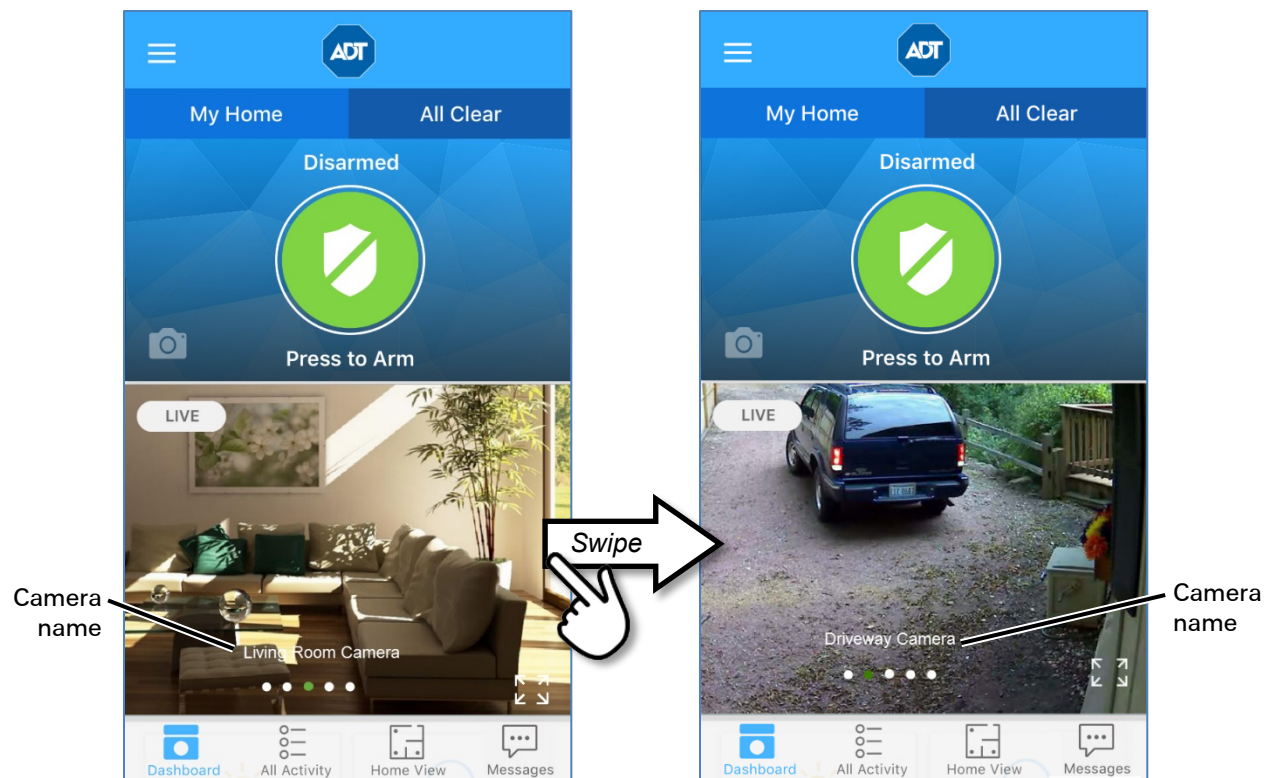 ADT
My Home All Clear
Disarmed
Press to Arm
LIVE
Living Room Camera
Dashboard All Activity Home View Messages
Camera
name
Swipe
ADT
My Home All Clear
Disarmed
Press to Arm
LIVE
Driveway Camera
Dashboard All Activity Home View Messages
Camera
name